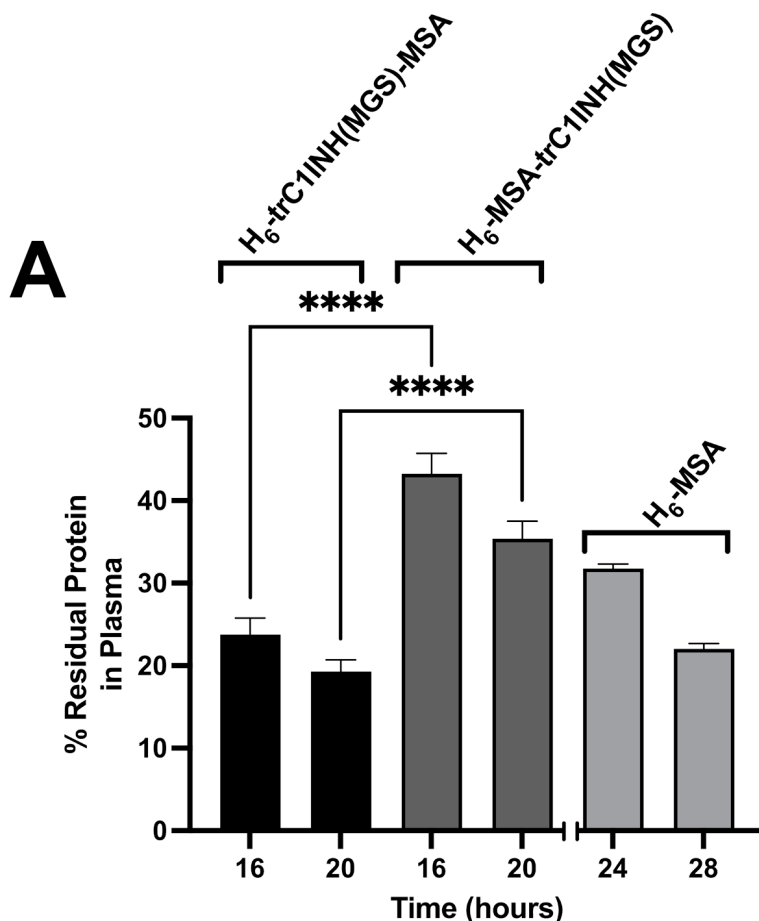 A
H6-trC1INH(MGS)-MSA
H6-MSA-trC1INH(MGS)
****
****
H6-MSA
% Residual Protein
in Plasma
50
40
30
20
10
0
16 20 16 20 24 28
Time (hours)